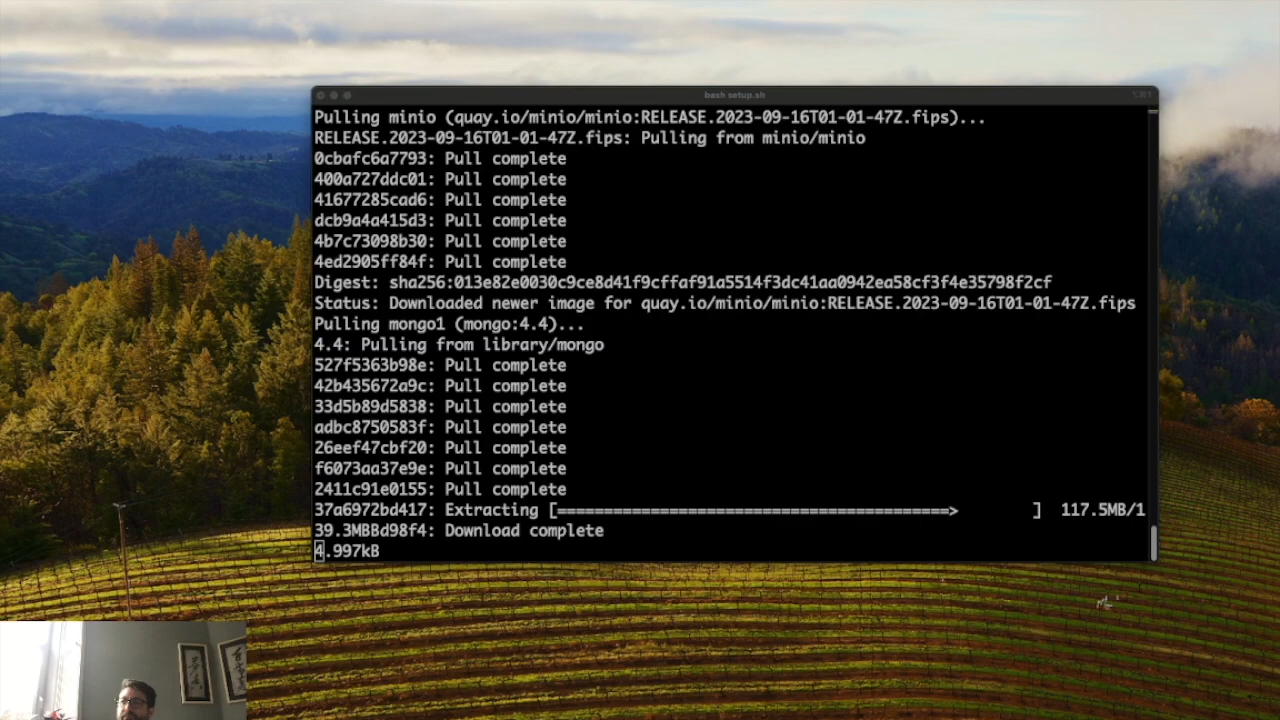 bash setup.sh
⌥⌘1
Pulling minio (quay.io/minio/minio:RELEASE.2023-09-16T01-01-47Z.fips)...
RELEASE.2023-09-16T01-01-47Z.fips: Pulling from minio/minio
0cbafc6a7793: Pull complete
400a727ddc01: Pull complete
41677285cad6: Pull complete
dcb9a4a415d3: Pull complete
4b7c73098b30: Pull complete
4ed2905ff84f: Pull complete
Digest: sha256:013e82e0030c9ce8d41f9cffaf91a5514f3dc41aa0942ea58cf3f4e35798f2cf
Status: Downloaded newer image for quay.io/minio/minio:RELEASE.2023-09-16T01-01-47Z.fips
Pulling mongo1 (mongo:4.4)...
4.4: Pulling from library/mongo
527f5363b98e: Pull complete
42b435672a9c: Pull complete
33d5b89d5838: Pull complete
adbc8750583f: Pull complete
26eef47cbf20: Pull complete
f6073aa37e9e: Pull complete
2411c91e0155: Pull complete
37a6972bd417: Extracting [==========================================>        ] 117.5MB/1
39.3MBBd98f4: Download complete
4.997kB